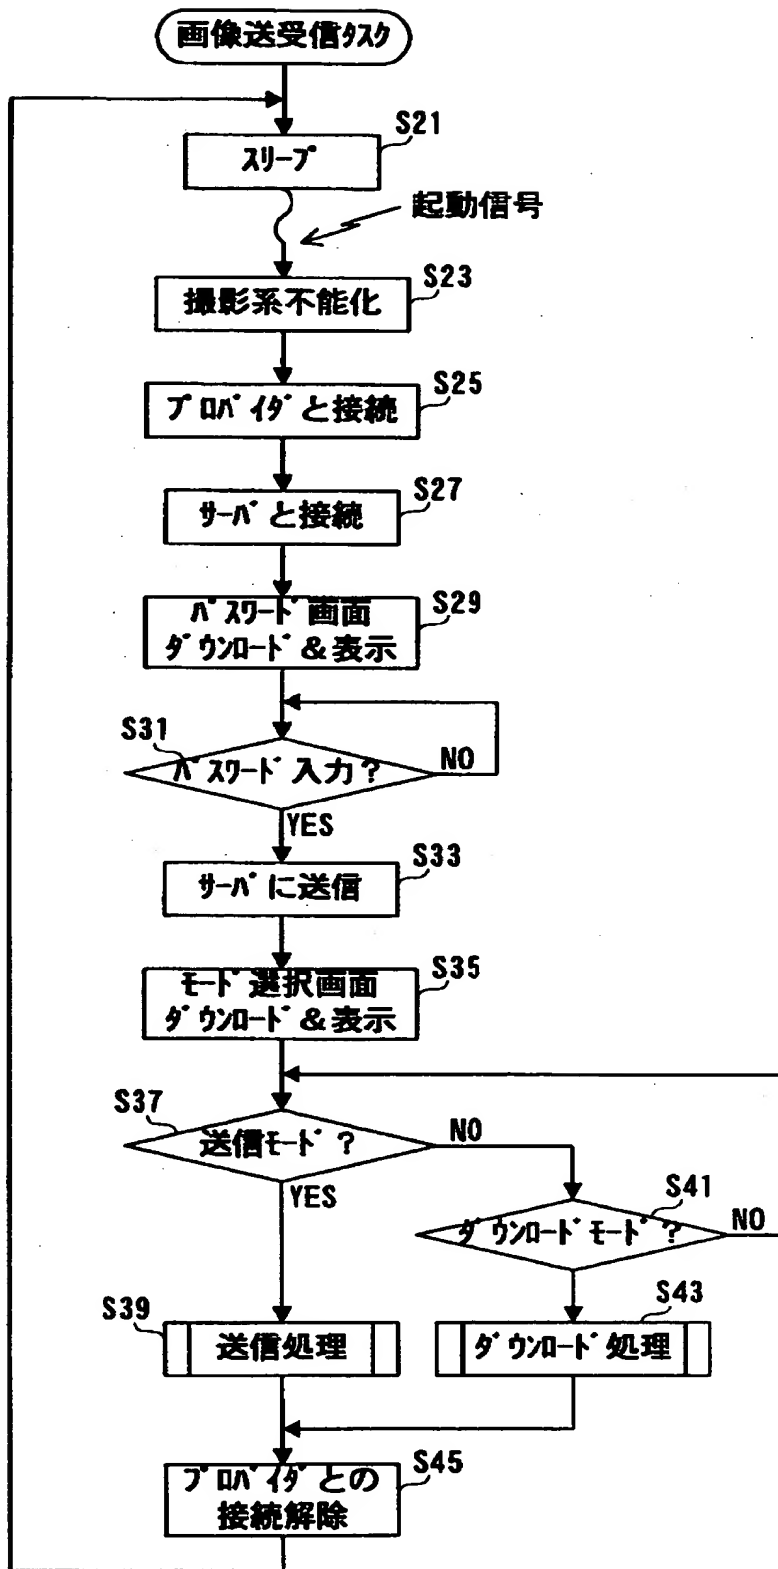 画像送受信ﾀｽｸ
S21
ｽﾘｰﾌﾟ
起動信号
S23
撮影系不能化
S25
ﾌﾟﾛﾊﾞｲﾀﾞと接続
S27
ｻｰﾊﾞと接続
S29
ﾊﾟｽﾜｰﾄﾞ画面
ﾀﾞｳﾝﾛｰﾄﾞ&表示
S31
ﾊﾟｽﾜｰﾄﾞ入力?
NO
YES
S33
ｻｰﾊﾞに送信
S35
ﾓｰﾄﾞ選択画面
ﾀﾞｳﾝﾛｰﾄﾞ&表示
S37
送信ﾓｰﾄﾞ?
NO
YES
S41
ﾀﾞｳﾝﾛｰﾄﾞﾓｰﾄﾞ?
NO
S39
送信処理
S43
ﾀﾞｳﾝﾛｰﾄﾞ処理
S45
ﾌﾟﾛﾊﾞｲﾀﾞとの
接続解除